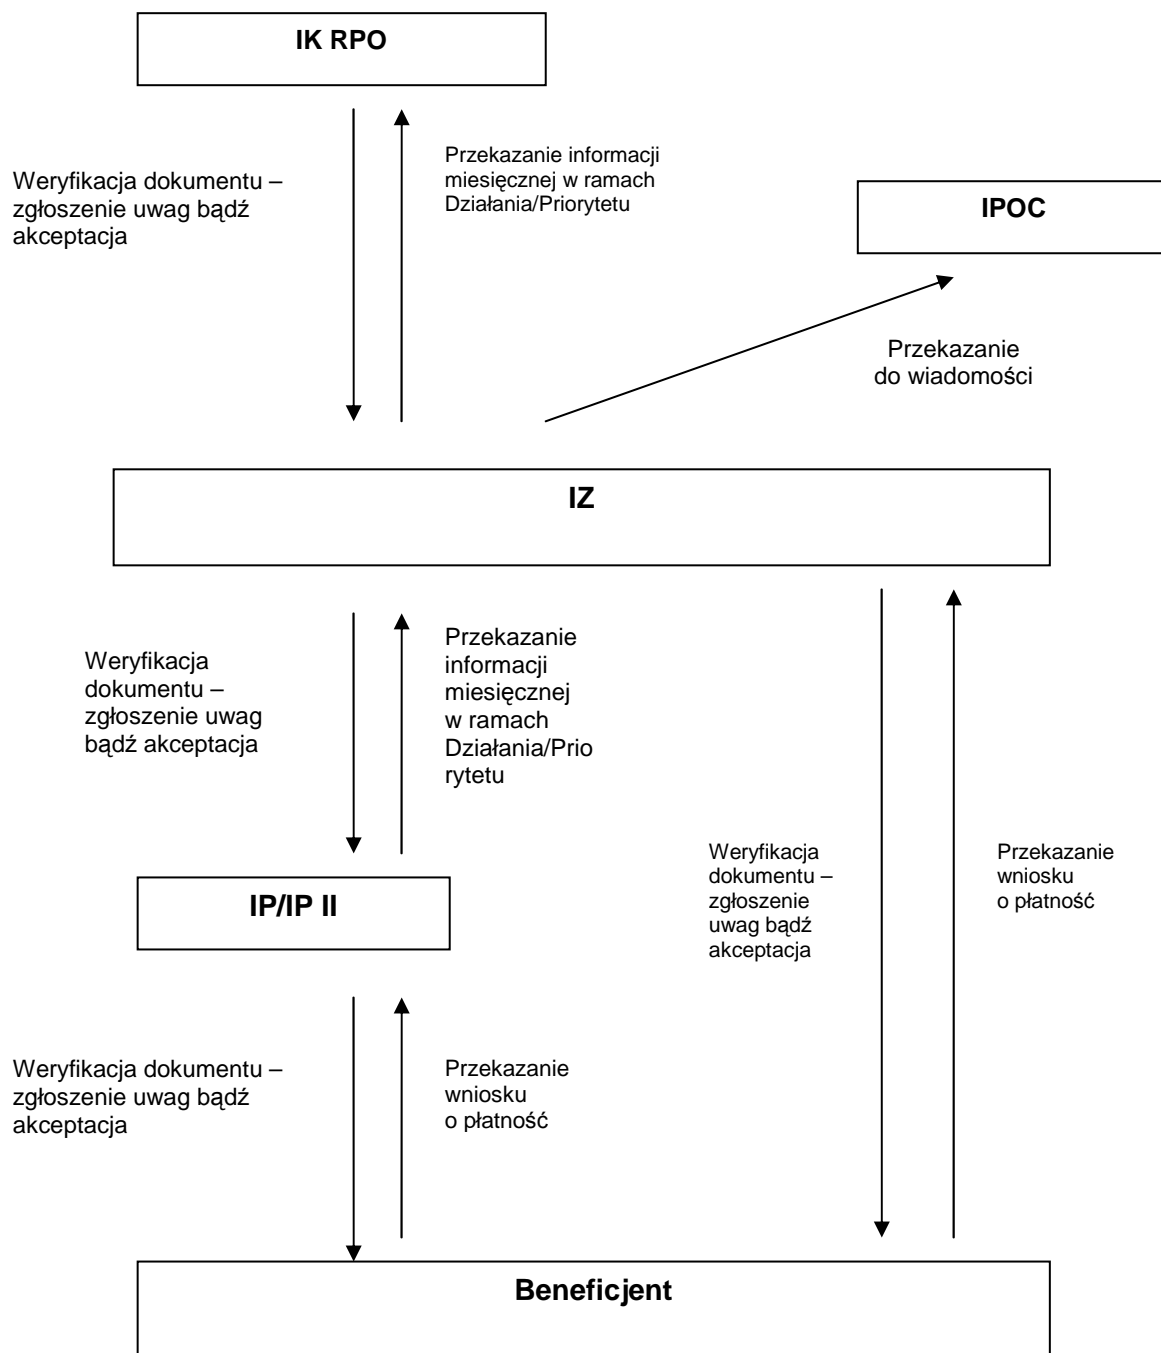 IK RPO
Weryfikacja dokumentu –
zgłoszenie uwag bądź
akceptacja
Przekazanie informacji
miesięcznej w ramach
Działania/Priorytetu
IPOC
Przekazanie
do wiadomości
IZ
Weryfikacja
dokumentu –
zgłoszenie uwag
bądź akceptacja
Przekazanie
informacji
miesięcznej
w ramach
Działania/Prio
rytetu
Weryfikacja
dokumentu –
zgłoszenie
uwag bądź
akceptacja
Przekazanie
wniosku
o płatność
IP/IP II
Weryfikacja dokumentu –
zgłoszenie uwag bądź
akceptacja
Przekazanie
wniosku
o płatność
Beneficjent